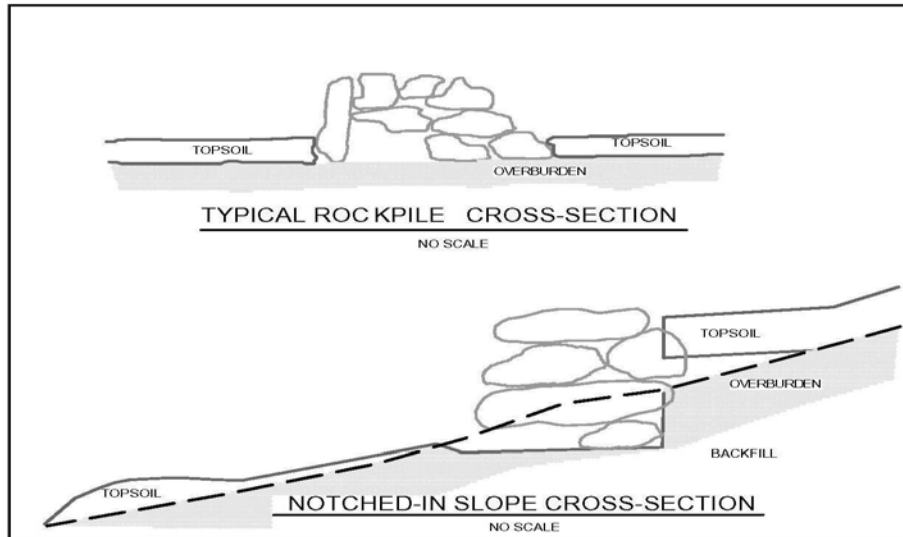 TOPSOIL
TOPSOIL
OVERBURDEN
TYPICAL ROCKPILE CROSS-SECTION
NO SCALE
TOPSOIL
OVERBURDEN
BACKFILL
TOPSOIL
NOTCHED-IN SLOPE CROSS-SECTION
NO SCALE